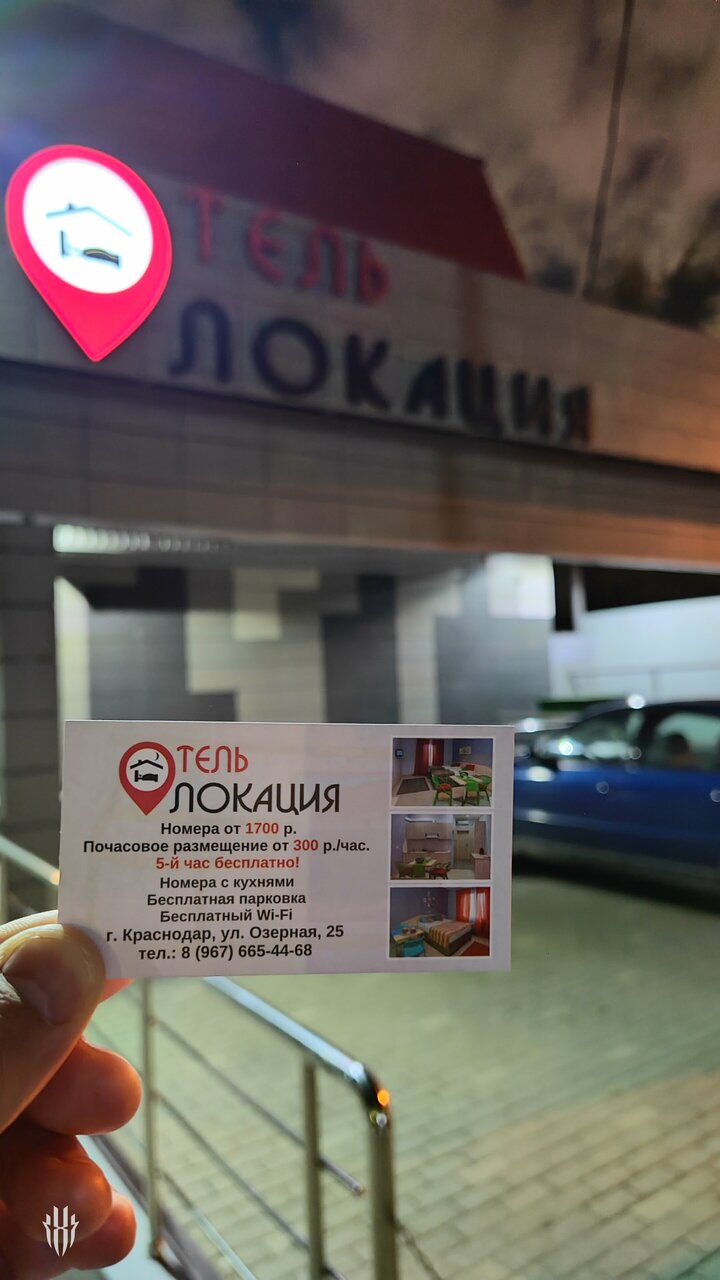 ТЕЛЬ
ЛОКАЦИЯ
ТЕЛЬ
ЛОКАЦИЯ
Номера от 1700 р.
Почасовое размещение от 300 р./час.
5-й час бесплатно!
Номера с кухнями
Бесплатная парковка
Бесплатный Wi-Fi
г. Краснодар, ул. Озерная, 25
тел.: 8 (967) 665-44-68